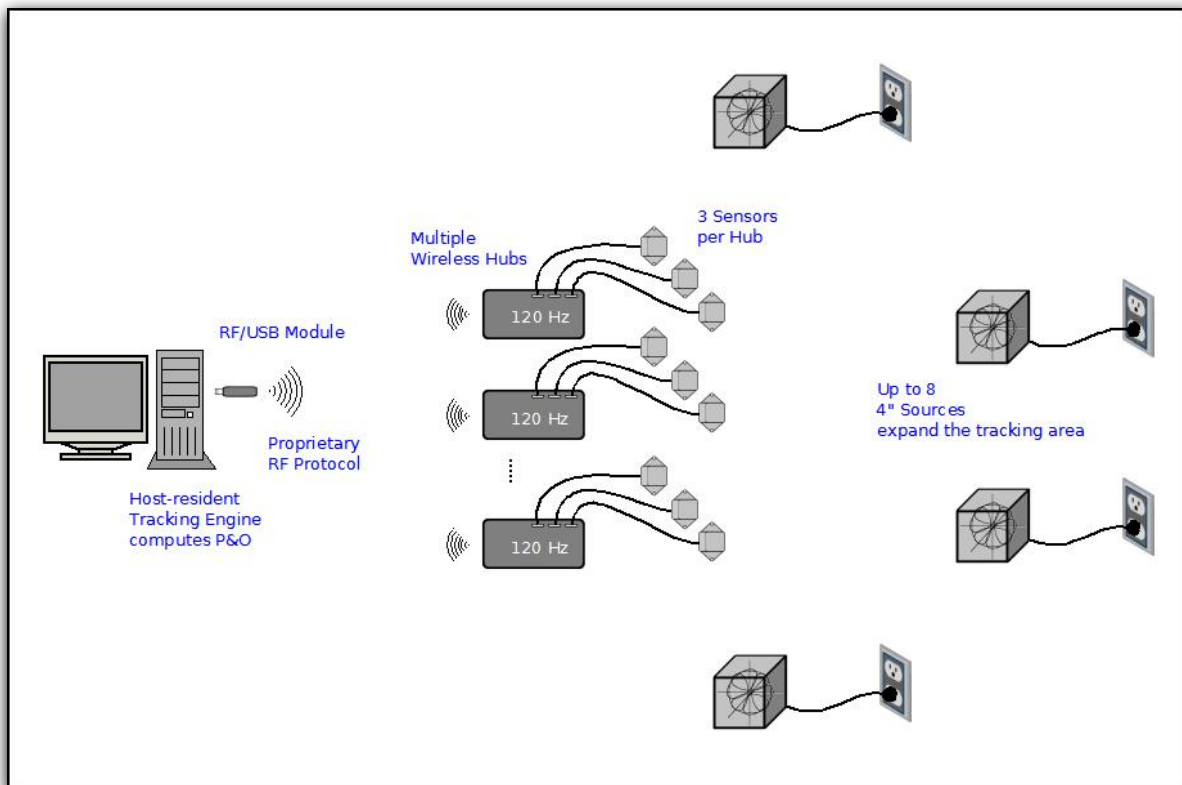 3 Sensors
per Hub
Multiple
Wireless Hubs
120 Hz
RF/USB Module
120 Hz
Up to 8
4" Sources
expand the tracking area
Proprietary
RF Protocol
Host-resident
Tracking Engine
computes P&O
120 Hz